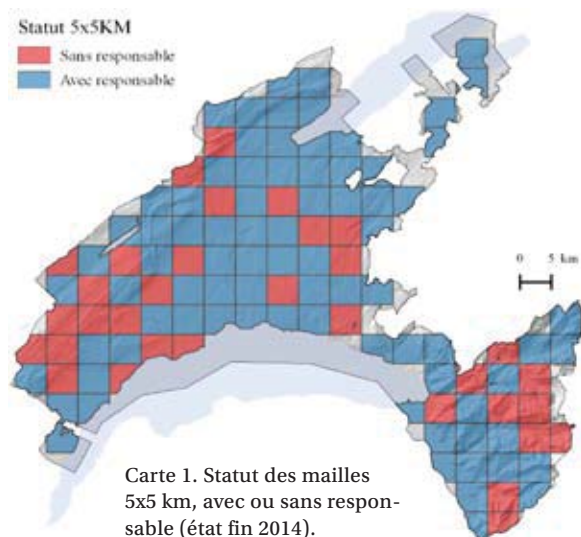 Statut 5x5KM
Sans responsable
Avec responsable
0 5 km
Carte 1. Statut des mailles
5x5 km, avec ou sans respon-
sable (état fin 2014).